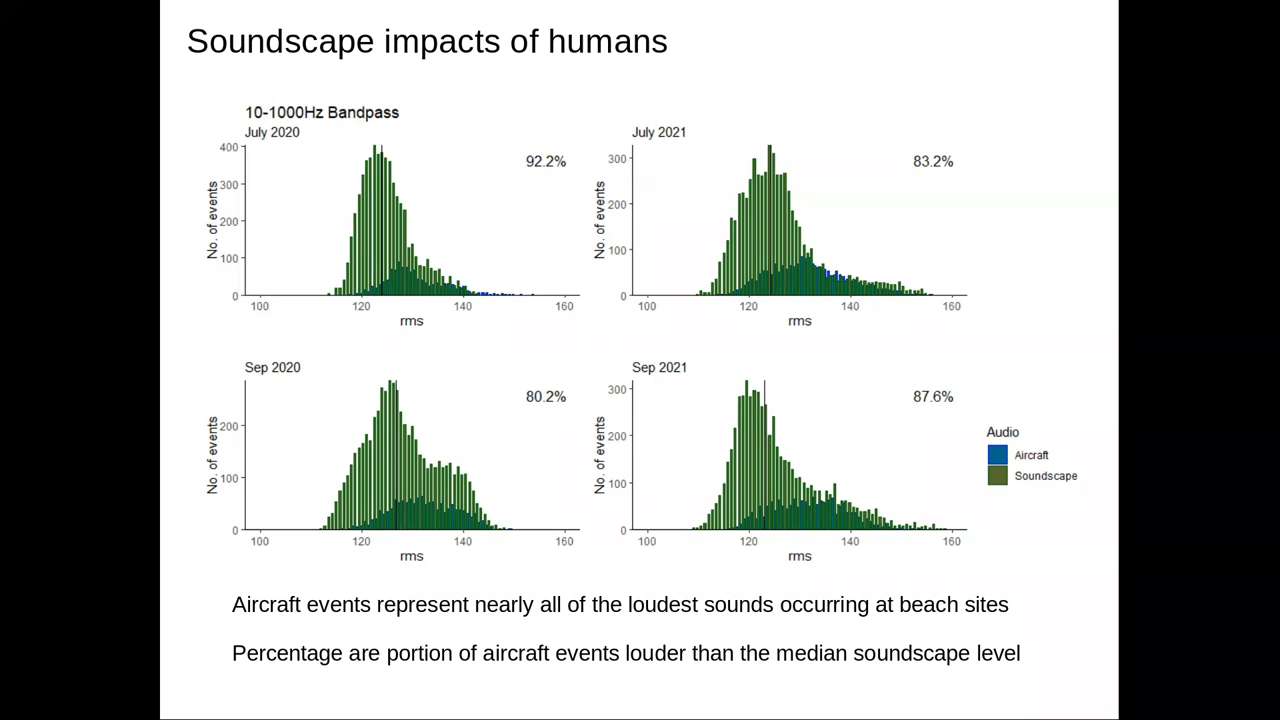 Soundscape impacts of humans
10-1000Hz Bandpass
July 2020
92.2%
No. of events
400
300
200
100
0
100 120 140 160
rms
July 2021
83.2%
No. of events
300
200
100
0
100 120 140 160
rms
Sep 2020
80.2%
No. of events
200
100
0
100 120 140 160
rms
Sep 2021
87.6%
No. of events
300
200
100
0
100 120 140 160
rms
Audio
Aircraft
Soundscape
Aircraft events represent nearly all of the loudest sounds occurring at beach sites
Percentage are portion of aircraft events louder than the median soundscape level